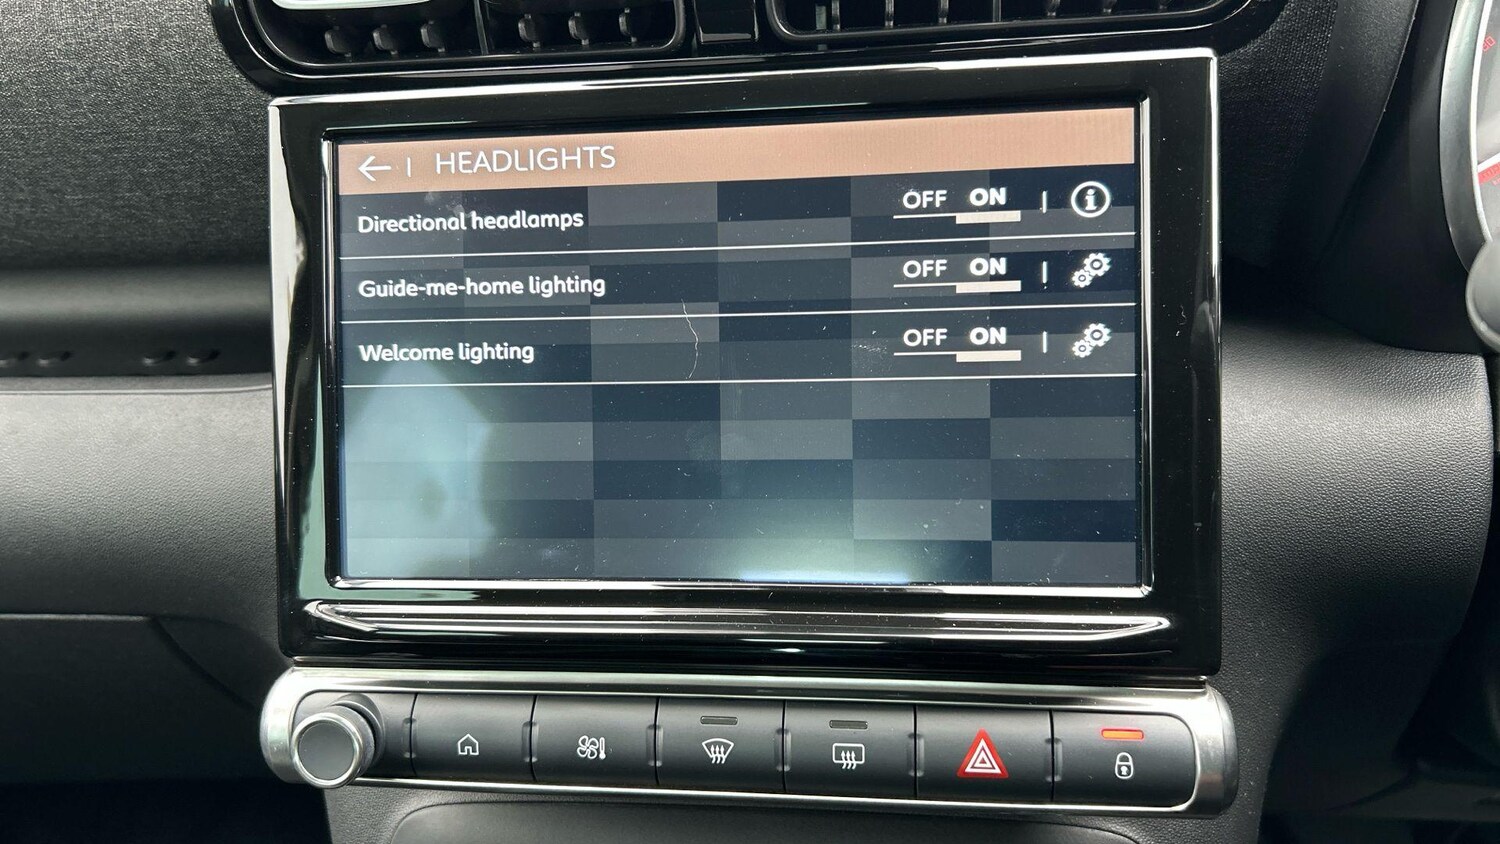 HEADLIGHTS
Directional headlamps OFF ON
Guide-me-home lighting OFF ON
Welcome lighting OFF ON